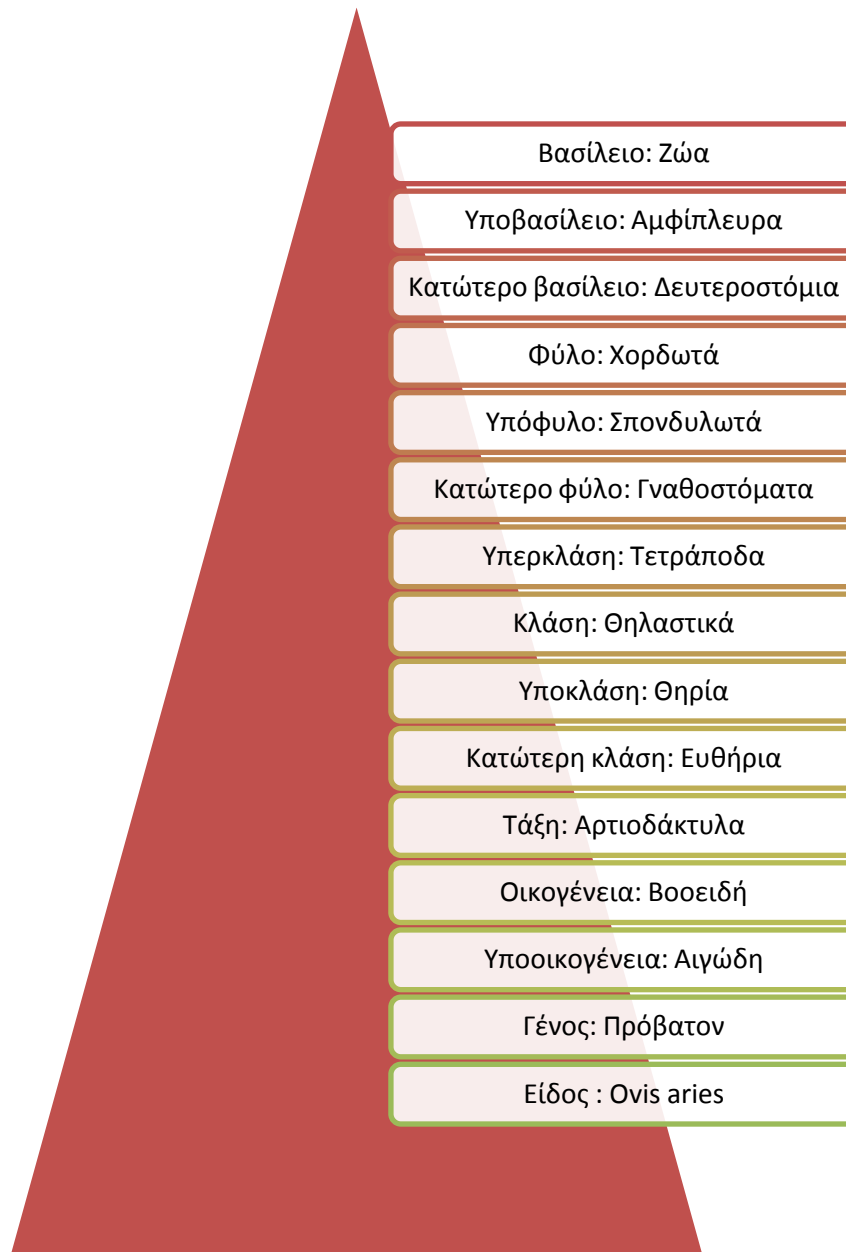 Βασίλειο: Ζώα
Υποβασίλειο: Αμφίπλευρα
Κατώτερο βασίλειο: Δευτεροστόμια
Φύλο: Χορδωτά
Υπόφυλο: Σπονδυλωτά
Κατώτερο φύλο: Γναθοστόματα
Υπερκλάση: Τετράποδα
Κλάση: Θηλαστικά
Υποκλάση: Θηρία
Κατώτερη κλάση: Ευθήρια
Τάξη: Αρτιοδάκτυλα
Οικογένεια: Βοοειδή
Υποοικογένεια: Αιγώδη
Γένος: Πρόβατον
Είδος : Ovis aries